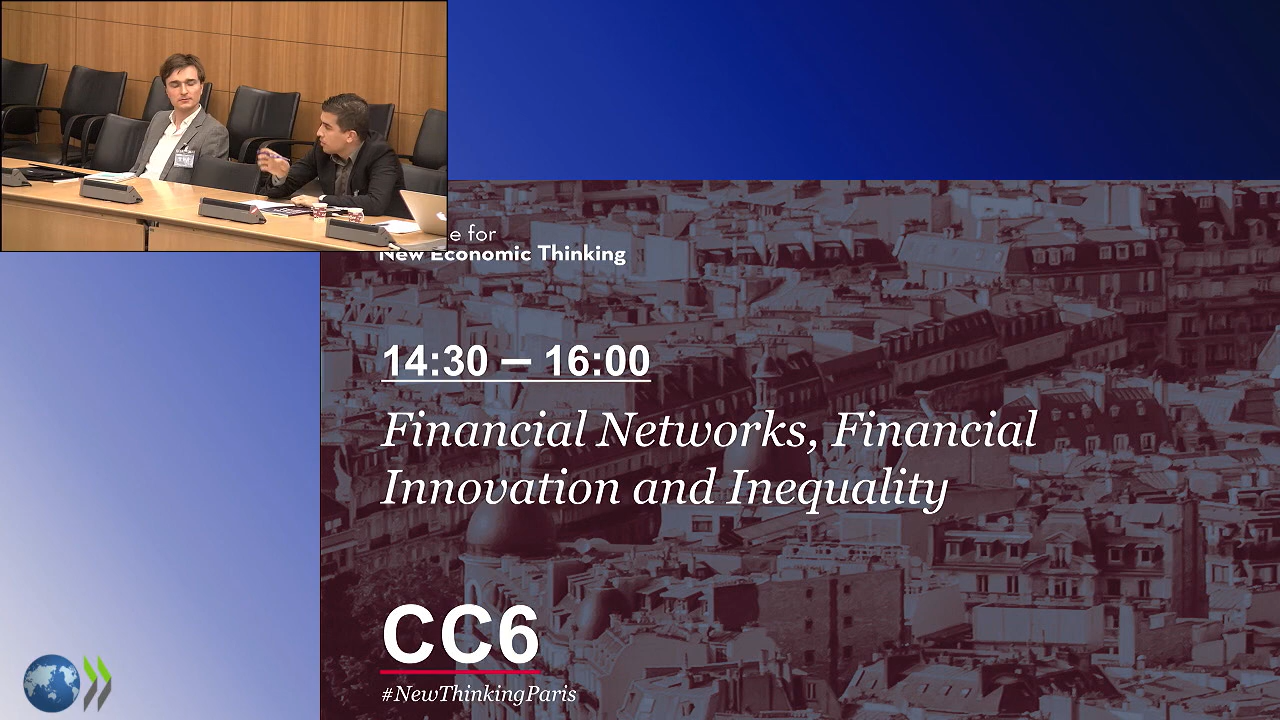 e for
New Economic Thinking
14:30 – 16:00
Financial Networks, Financial
Innovation and Inequality
CC6
#NewThinkingParis